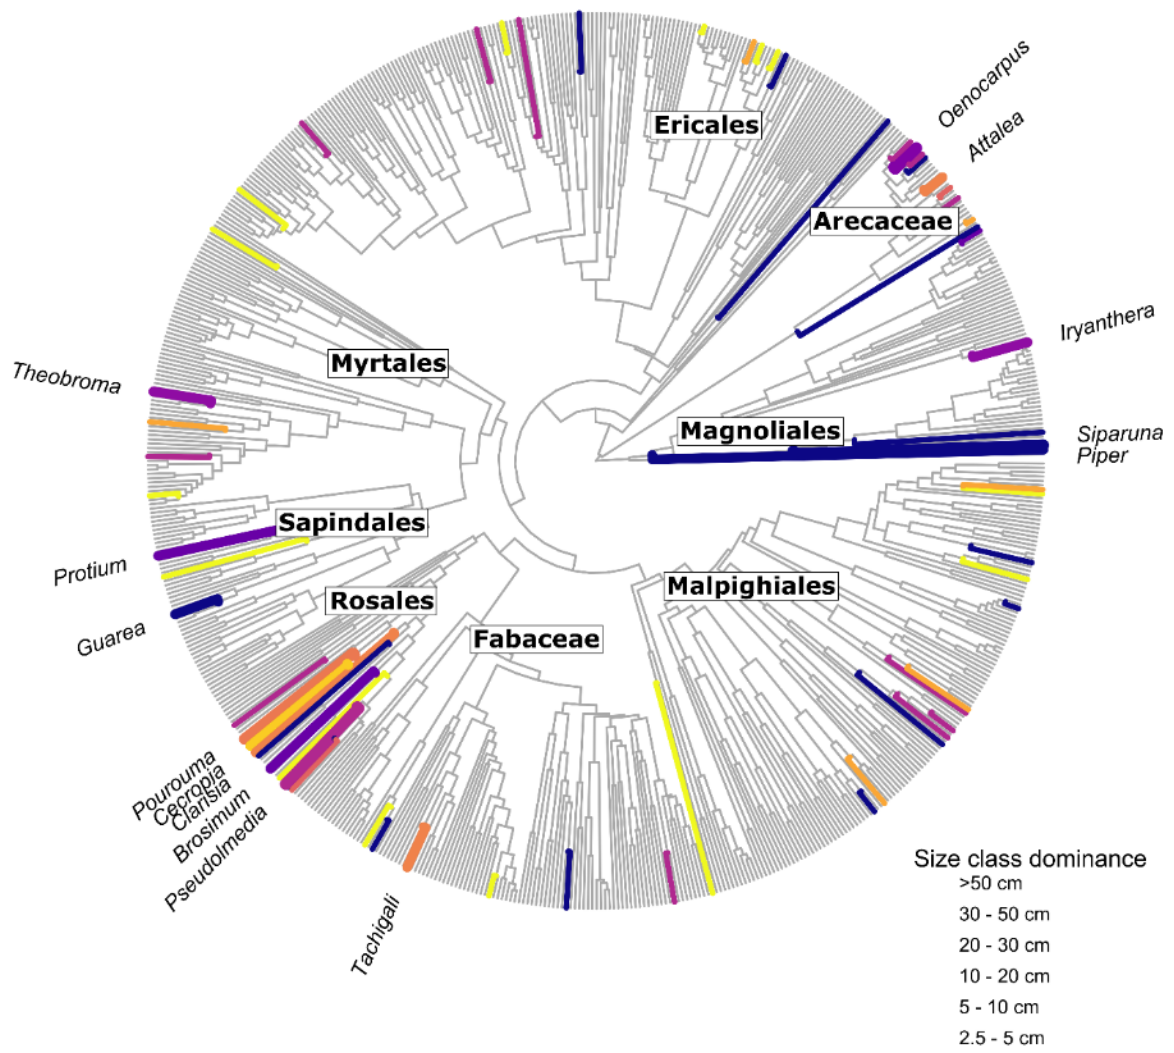 Oenocarpus
Ericales
Attalea
Arecaceae
Iryanthera
Myrtales
Theobroma
Magnoliales
Siparuna
Piper
Sapindales
Protium
Malpighiales
Rosales
Guarea
Fabaceae
Pourouma
Cecropia
Clarisia
Brosimum
Pseudolmedia
Tachigali
Size class dominance
>50 cm
30 - 50 cm
20 - 30 cm
10 - 20 cm
5 - 10 cm
2.5 - 5 cm